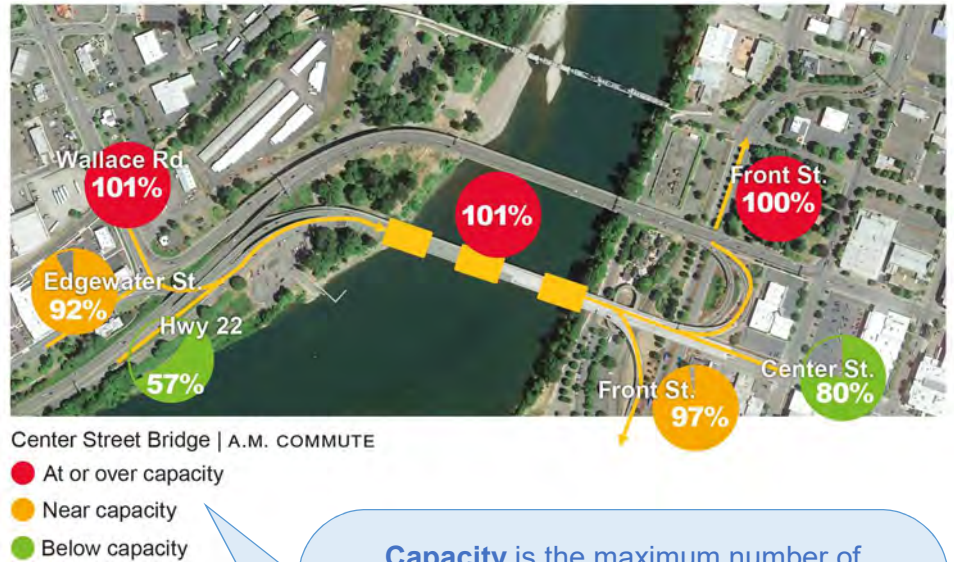 Wallace Rd.
101%
101%
Front St.
100%
Edgewater St.
92%
Hwy 22
57%
Front St.
97%
Center St.
80%
Center Street Bridge | A.M. COMMUTE
At or over capacity
Near capacity
Below capacity
Capacity is the maximum number of